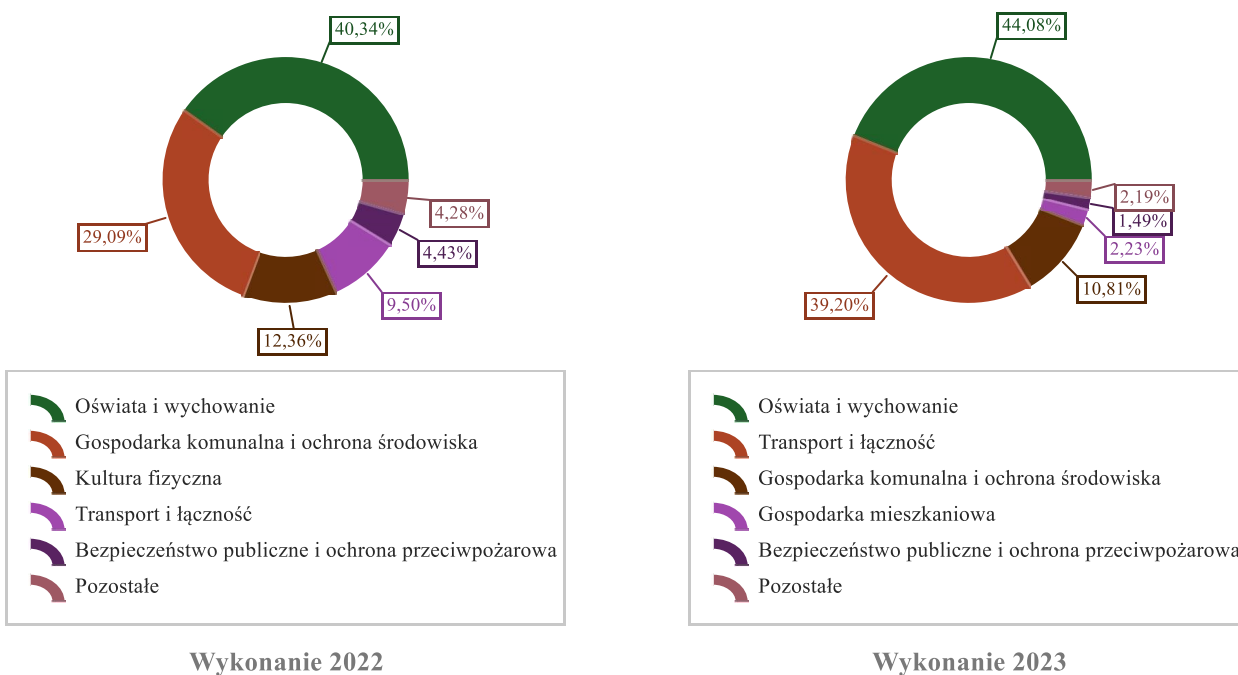 40,34%
29,09%
12,36%
9,50%
4,43%
4,28%
Oświata i wychowanie
Gospodarka komunalna i ochrona środowiska
Kultura fizyczna
Transport i łączność
Bezpieczeństwo publiczne i ochrona przeciwpożarowa
Pozostałe
Wykonanie 2022
44,08%
39,20%
10,81%
2,23%
1,49%
2,19%
Oświata i wychowanie
Transport i łączność
Gospodarka komunalna i ochrona środowiska
Gospodarka mieszkaniowa
Bezpieczeństwo publiczne i ochrona przeciwpożarowa
Pozostałe
Wykonanie 2023